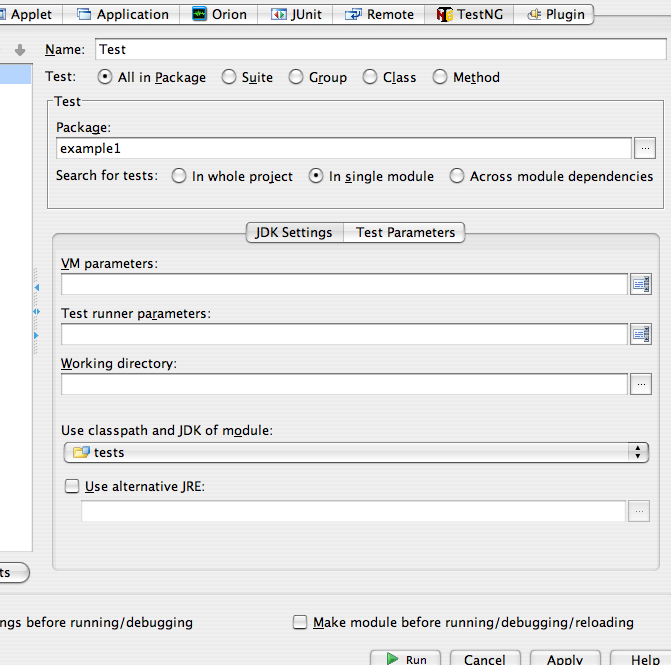 Applet Application Orion JUnit Remote TestNG Plugin
Name: Test
Test: All in Package Suite Group Class Method
Test
Package:
example1 ...
Search for tests: In whole project In single module Across module dependencies
JDK Settings Test Parameters
VM parameters:
Test runner parameters:
Working directory:
...
Use classpath and JDK of module:
tests
Use alternative JRE:
...
ts
ngs before running/debugging Make module before running/debugging/reloading
Run Cancel Apply Help